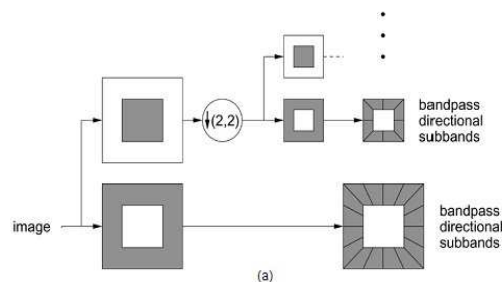 (2,2)
bandpass
directional
subbands
image
bandpass
directional
subbands
(a)